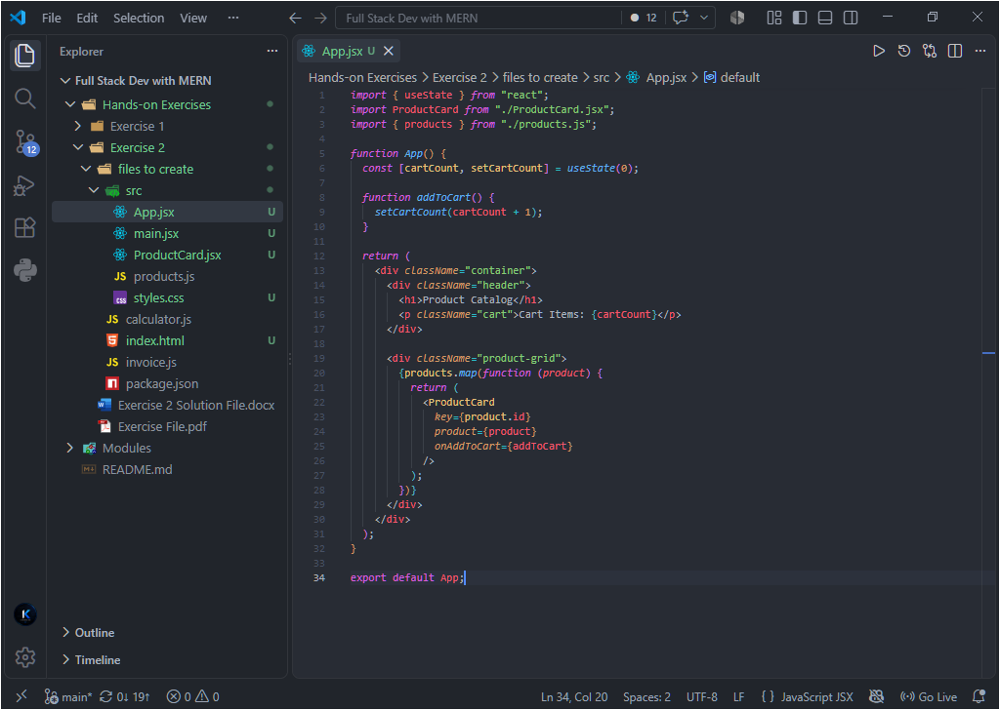 File Edit Selection View ··· Full Stack Dev with MERN 12
Explorer ···
Full Stack Dev with MERN
Hands-on Exercises
Exercise 1
Exercise 2
files to create
src
App.jsx U
main.jsx U
ProductCard.jsx U
JS products.js
css styles.css U
JS calculator.js
5 index.html U
JS invoice.js
n package.json
W Exercise 2 Solution File.docx
Exercise File.pdf
Modules
README.md
Outline
Timeline
12
K
App.jsx U
Hands-on Exercises > Exercise 2 > files to create > src > App.jsx > default
1 import { useState } from "react";
2 import ProductCard from "./ProductCard.jsx";
3 import { products } from "./products.js";
4
5 function App() {
6 const [cartCount, setCartCount] = useState(0);
7
8 function addToCart() {
9 setCartCount(cartCount + 1);
10 }
11
12 return (
13 <div className="container">
14 <div className="header">
15 <h1>Product Catalog</h1>
16 <p className="cart">Cart Items: {cartCount}</p>
17 </div>
18
19 <div className="product-grid">
20 {products.map(function (product) {
21 return (
22 <ProductCard
23 key={product.id}
24 product={product}
25 onAddToCart={addToCart}
26 />
27 );
28 })}
29 </div>
30 </div>
31 );
32 }
33
34 export default App;
main* 0↓ 19↑ 0 0 Ln 34, Col 20 Spaces: 2 UTF-8 LF { } JavaScript JSX Go Live